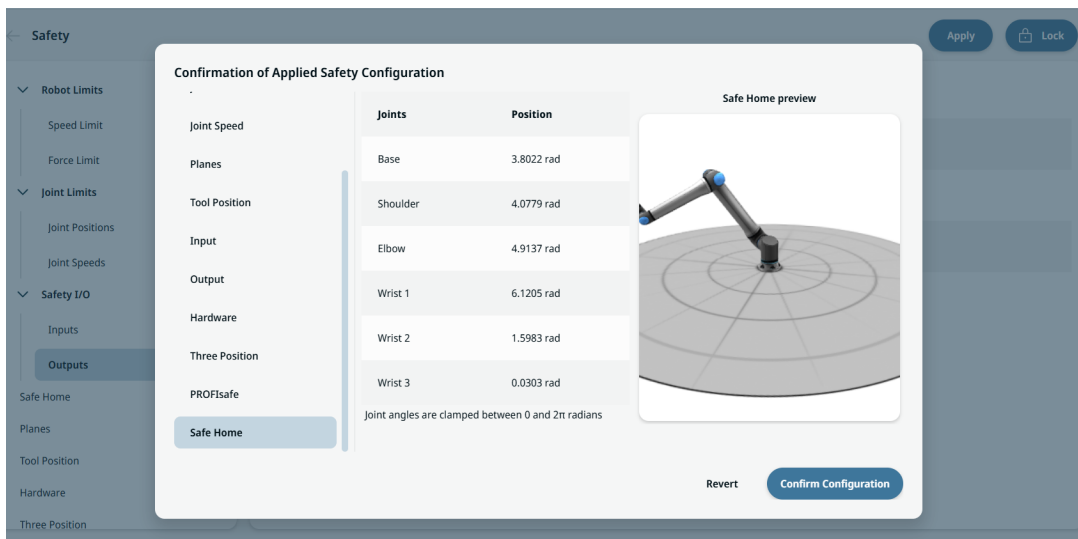 Safety
Apply
Lock
Robot Limits
Speed Limit
Force Limit
Joint Limits
Joint Positions
Joint Speeds
Safety I/O
Inputs
Outputs
Safe Home
Planes
Tool Position
Hardware
Three Position
Confirmation of Applied Safety Configuration
Joint Speed
Planes
Tool Position
Input
Output
Hardware
Three Position
PROFIsafe
Safe Home
Joints Position
Base 3.8022 rad
Shoulder 4.0779 rad
Elbow 4.9137 rad
Wrist 1 6.1205 rad
Wrist 2 1.5983 rad
Wrist 3 0.0303 rad
Joint angles are clamped between 0 and 2π radians
Safe Home preview
Revert
Confirm Configuration